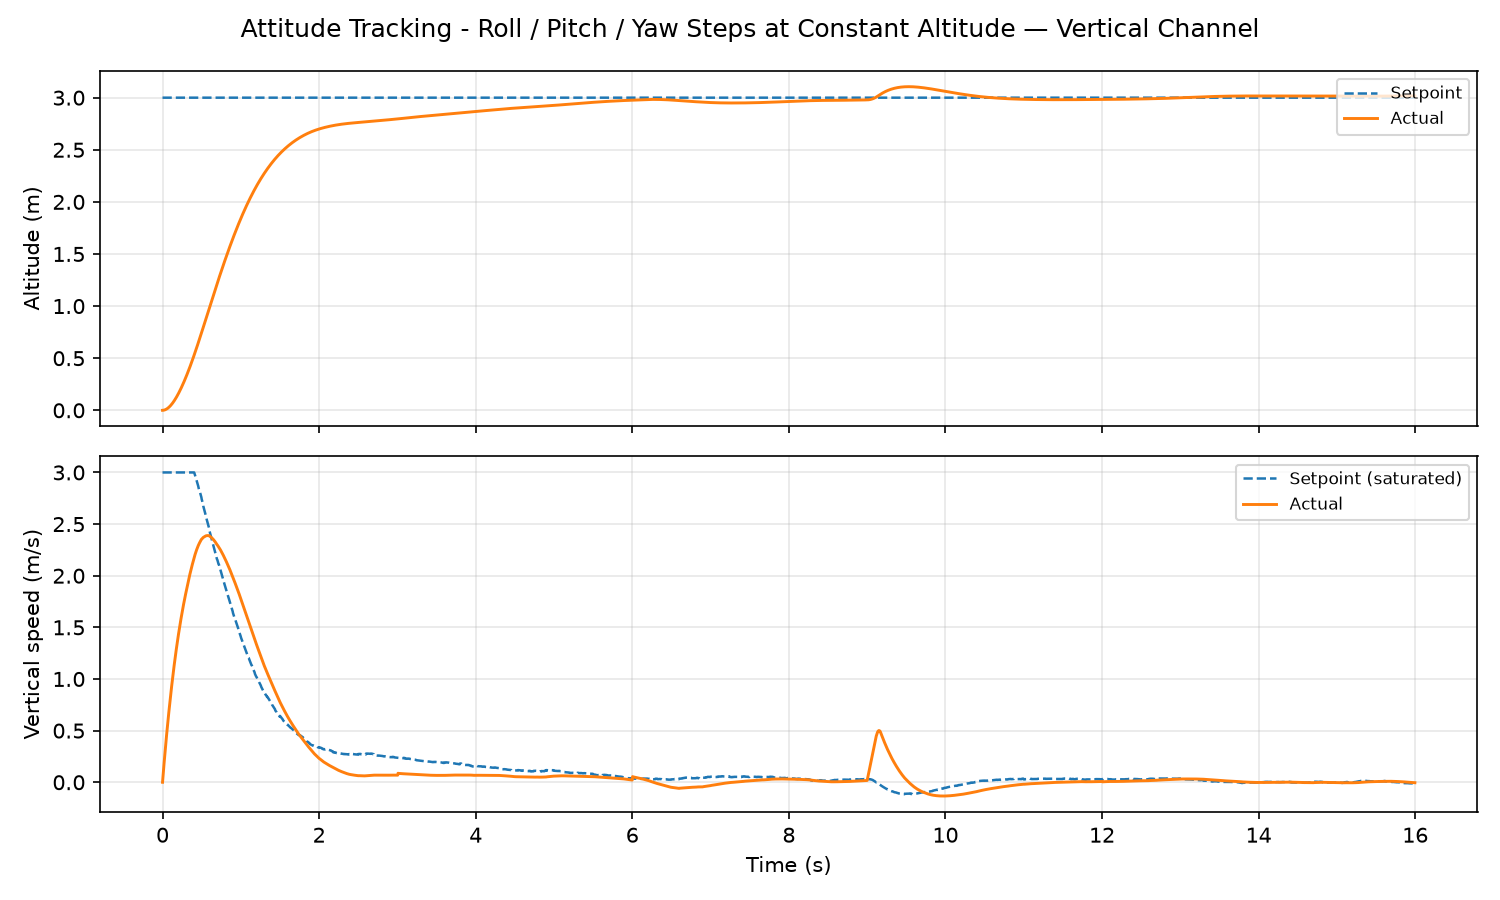 Attitude Tracking - Roll / Pitch / Yaw Steps at Constant Altitude — Vertical Channel
Altitude (m)
3.0
2.5
2.0
1.5
1.0
0.5
0.0
Setpoint
Actual
Vertical speed (m/s)
3.0
2.5
2.0
1.5
1.0
0.5
0.0
Setpoint (saturated)
Actual
0 2 4 6 8 10 12 14 16
Time (s)